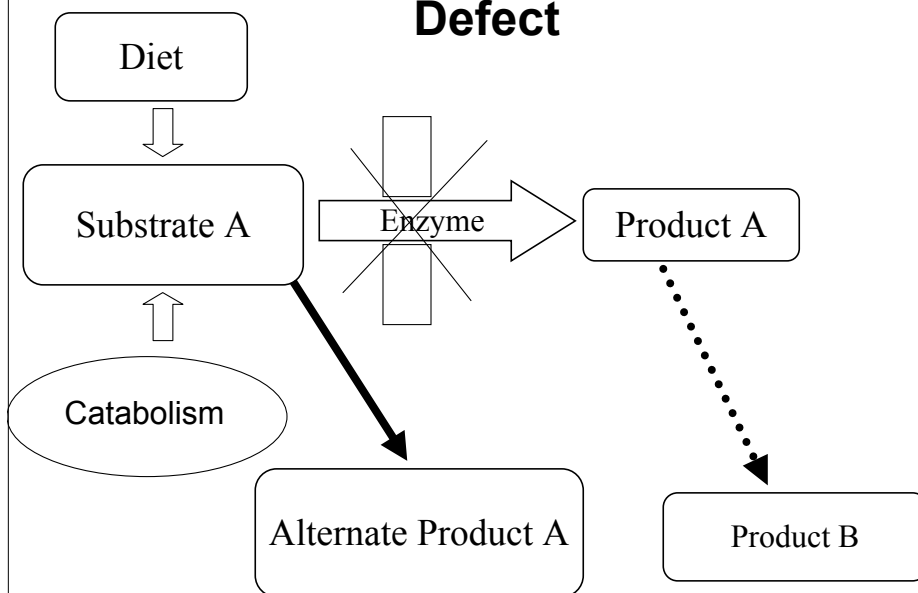 Defect
Diet
Substrate A
Enzyme
Product A
Catabolism
Alternate Product A
Product B